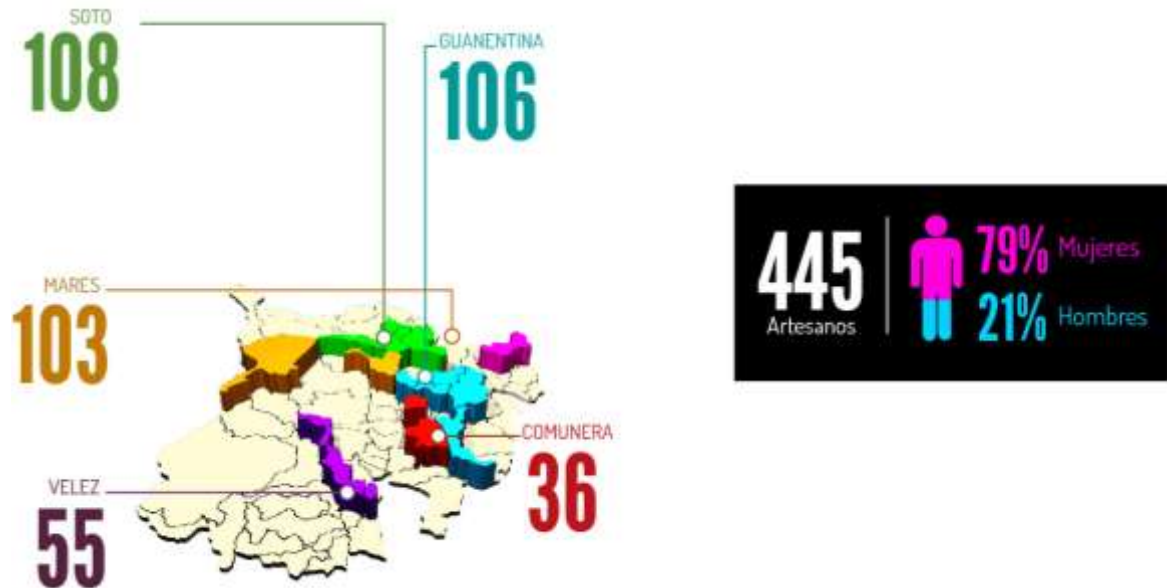 SOTO
108
GUANENTINA
106
MARES
103
COMUNERA
36
VELEZ
55
445
Artesanos
79% Mujeres
21% Hombres